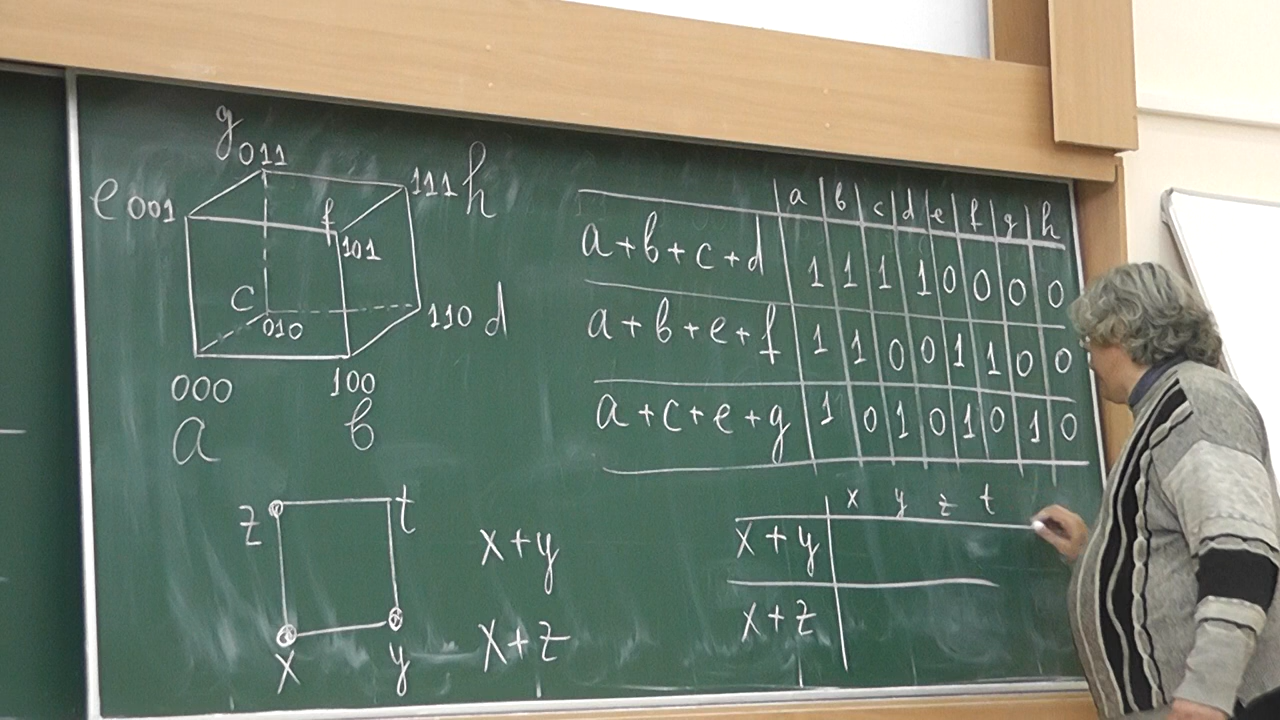 g 011
e 001
111 h
f
101
c
010
110 d
000
100
a
b
a b c d e f g h
a+b+c+d 1 1 1 1 0 0 0 0
a+b+e+f 1 1 0 0 1 1 0 0
a+c+e+g 1 0 1 0 1 0 1 0
z t
x y
x+y
x+z
x y z t
x+y
x+z